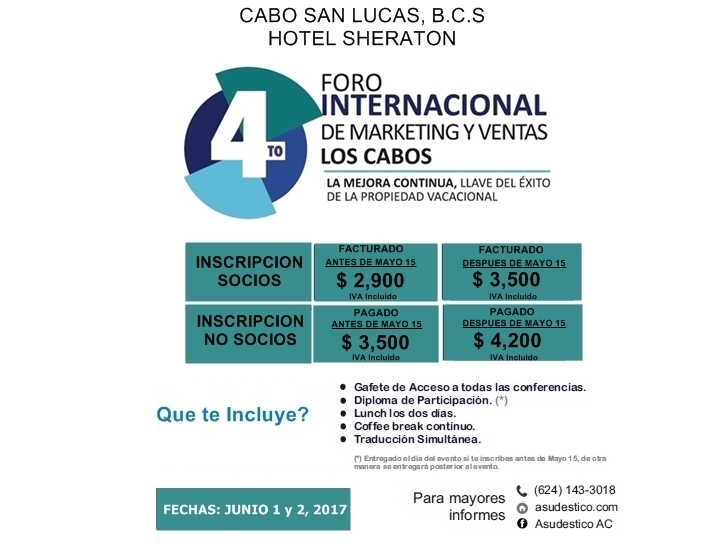 CABO SAN LUCAS, B.C.S
HOTEL SHERATON
4TO
FORO
INTERNACIONAL
DE MARKETING Y VENTAS
LOS CABOS
LA MEJORA CONTINUA, LLAVE DEL ÉXITO
DE LA PROPIEDAD VACACIONAL
INSCRIPCION
SOCIOS
FACTURADO
ANTES DE MAYO 15
$ 2,900
IVA Incluido
FACTURADO
DESPUES DE MAYO 15
$ 3,500
IVA Incluido
INSCRIPCION
NO SOCIOS
PAGADO
ANTES DE MAYO 15
$ 3,500
IVA Incluido
PAGADO
DESPUES DE MAYO 15
$ 4,200
IVA Incluido
Que te Incluye?
● Gafete de Acceso a todas las conferencias.
● Diploma de Participación. (*)
● Lunch los dos días.
● Coffee break contínuo.
● Traducción Simultánea.
(*) Entregado el día del evento si te inscribes antes de Mayo 15, de otra
manera se entregará posterior al evento.
FECHAS: JUNIO 1 y 2, 2017
Para mayores
informes
(624) 143-3018
asudestico.com
Asudestico AC